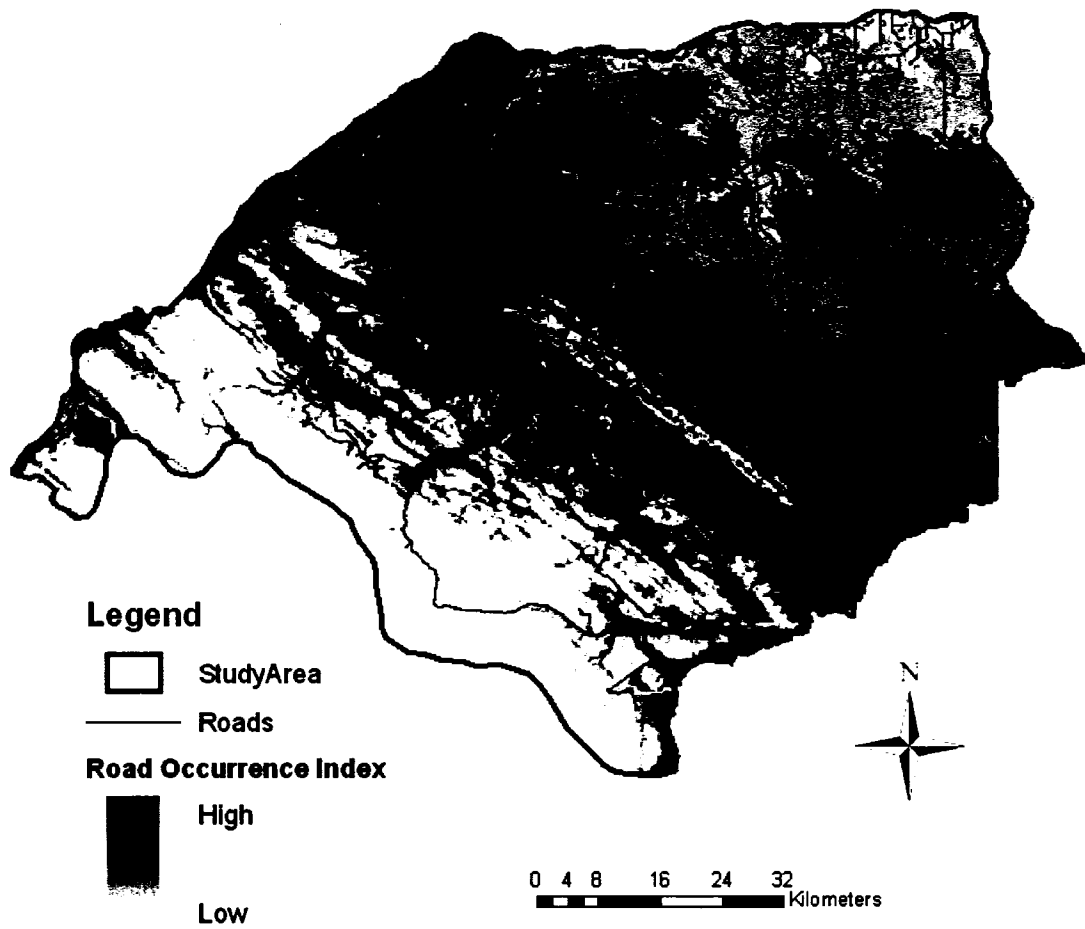 Legend
StudyArea
Roads
Road Occurrence Index
High
Low
N
0 4 8 16 24 32
Kilometers